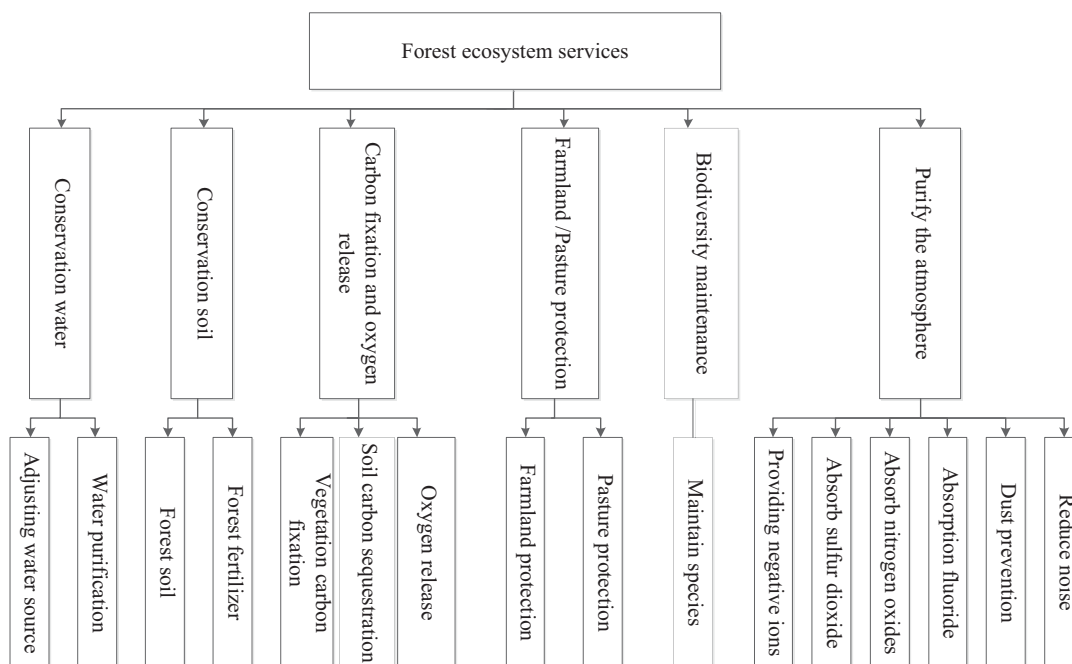 Forest ecosystem services
Conservation water
Conservation soil
Carbon fixation and oxygen
release
Farmland /Pasture protection
Biodiversity maintenance
Purify the atmosphere
Adjusting water source
Water purification
Forest soil
Forest fertilizer
Vegetation carbon
fixation
Soil carbon sequestration
Oxygen release
Farmland protection
Pasture protection
Maintain species
Providing negative ions
Absorb sulfur dioxide
Absorb nitrogen oxides
Absorption fluoride
Dust prevention
Reduce noise